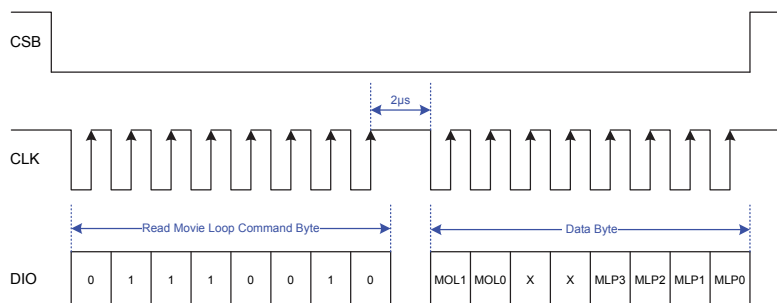 CSB
2μs
CLK
Read Movie Loop Command Byte
Data Byte
DIO 0 1 1 1 0 0 1 0 MOL1 MOL0 X X MLP3 MLP2 MLP1 MLP0